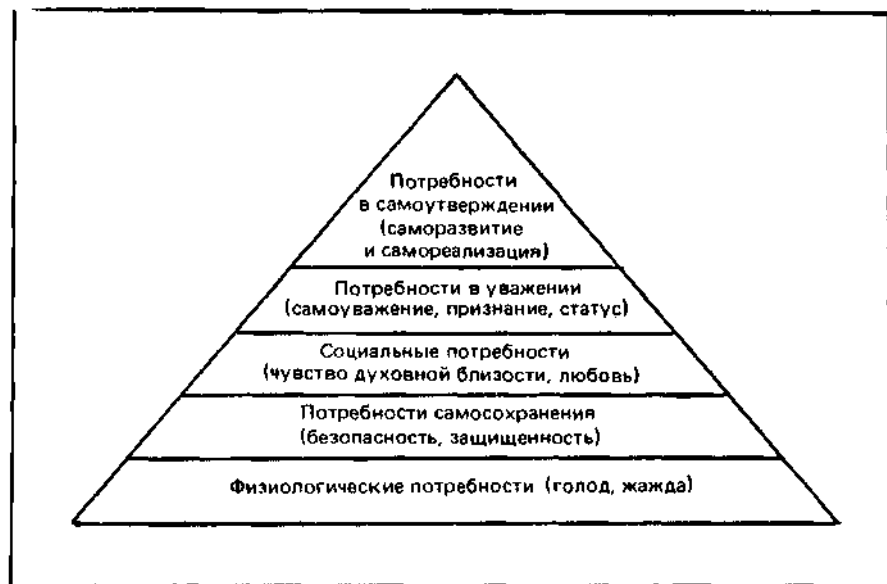 Потребности
в самоутверждении
(саморазвитие
и самореализация)
Потребности в уважении
(самоуважение, признание, статус)
Социальные потребности
(чувство духовной близости, любовь)
Потребности самосохранения
(безопасность, защищенность)
Физиологические потребности (голод, жажда)